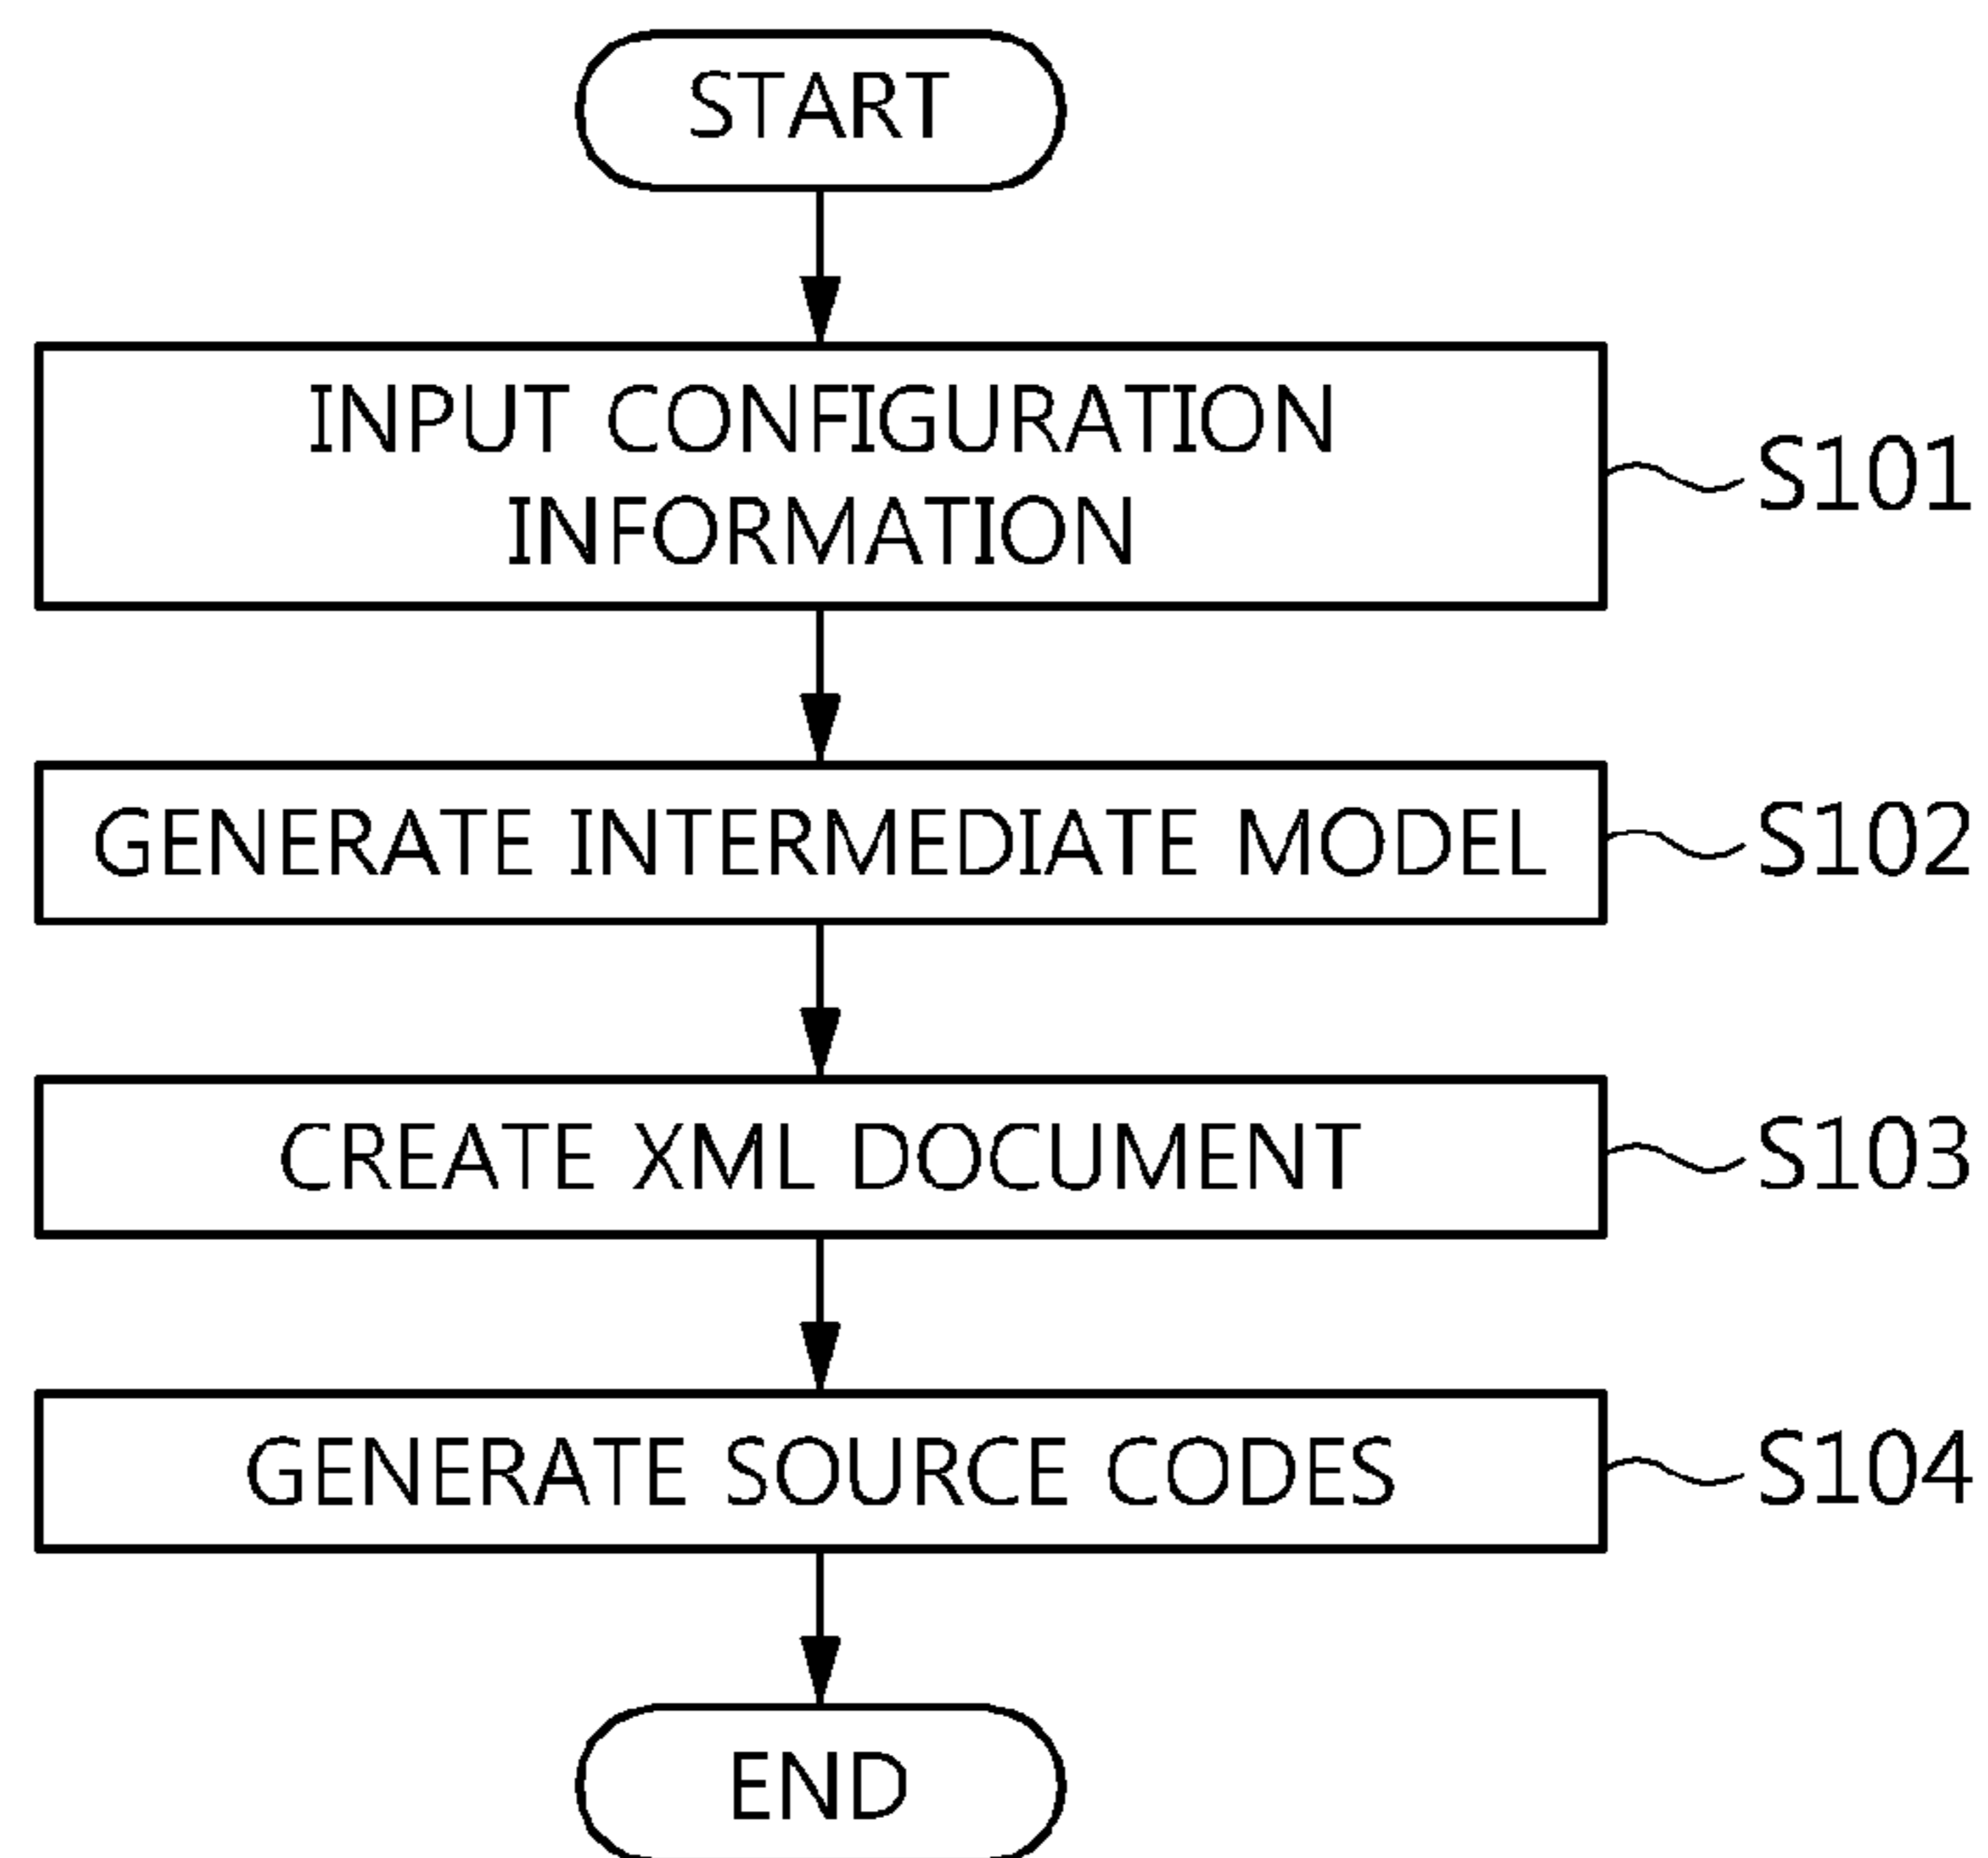 START
INPUT CONFIGURATION
INFORMATION
S101
GENERATE INTERMEDIATE MODEL
S102
CREATE XML DOCUMENT
S103
GENERATE SOURCE CODES
S104
END